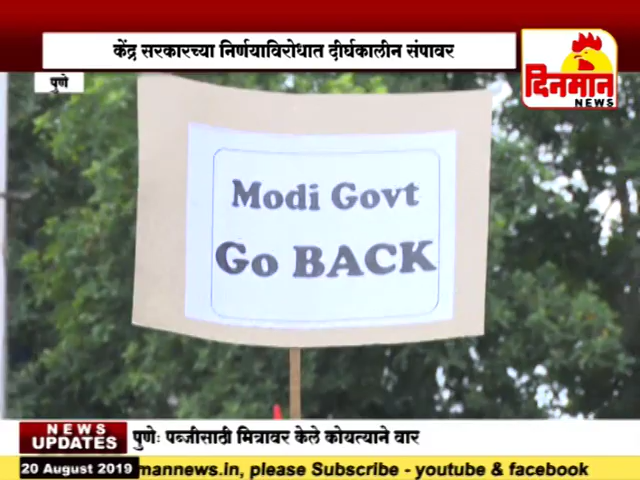 केंद्र सरकारच्या निर्णयाविरोधात दीर्घकालीन संपावर
दिनमान
NEWS
पुणे
Modi Govt
Go BACK
NEWS
UPDATES
पुणेः पब्जीसाठी मित्रावर केले कोयत्याने वार
20 August 2019
mannews.in, please Subscribe - youtube & facebook